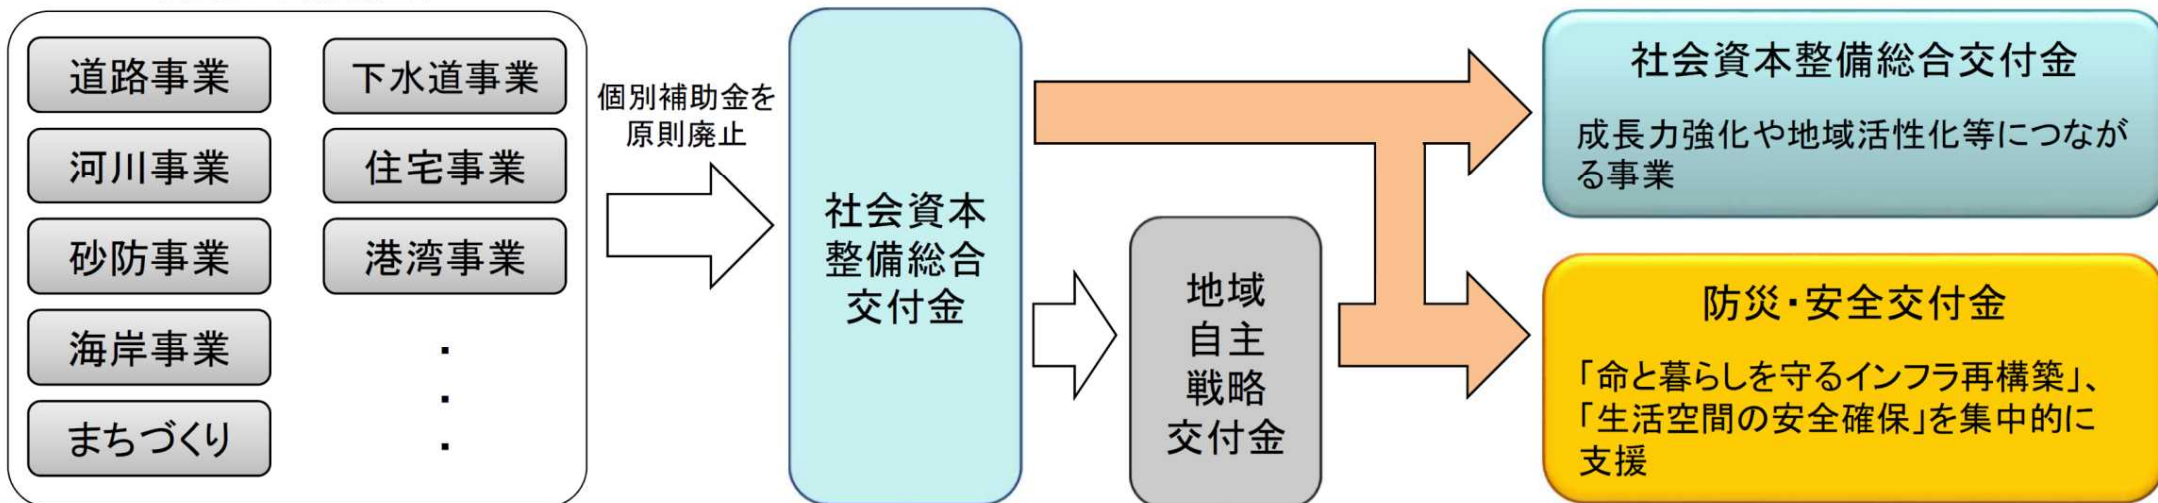 道路事業
河川事業
砂防事業
海岸事業
まちづくり
下水道事業
住宅事業
港湾事業
・
・
・
個別補助金を
原則廃止
社会資本
整備総合
交付金
地域
自主
戦略
交付金
社会資本整備総合交付金
成長力強化や地域活性化等につなが
る事業
防災・安全交付金
「命と暮らしを守るインフラ再構築」、
「生活空間の安全確保」を集中的に
支援